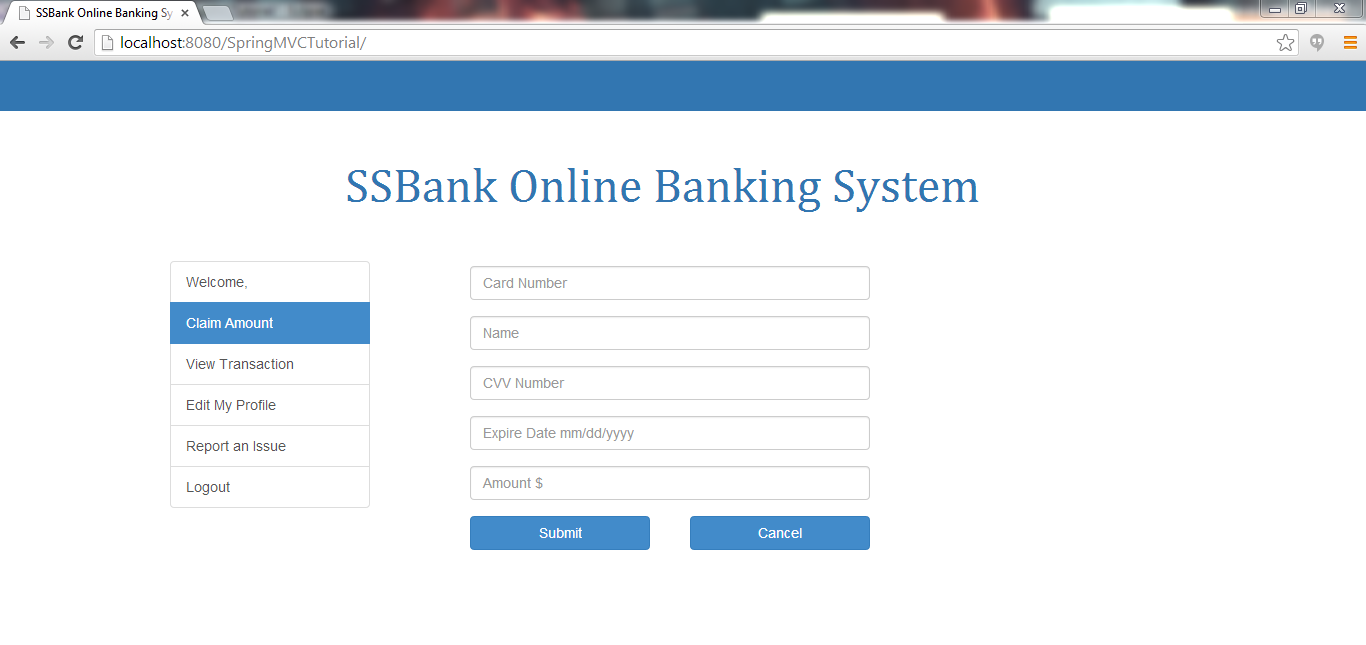 SSBank Online Banking Sy
localhost:8080/SpringMVCTutorial/
SSBank Online Banking System
Welcome,
Claim Amount
View Transaction
Edit My Profile
Report an Issue
Logout
Card Number
Name
CVV Number
Expire Date mm/dd/yyyy
Amount $
Submit
Cancel